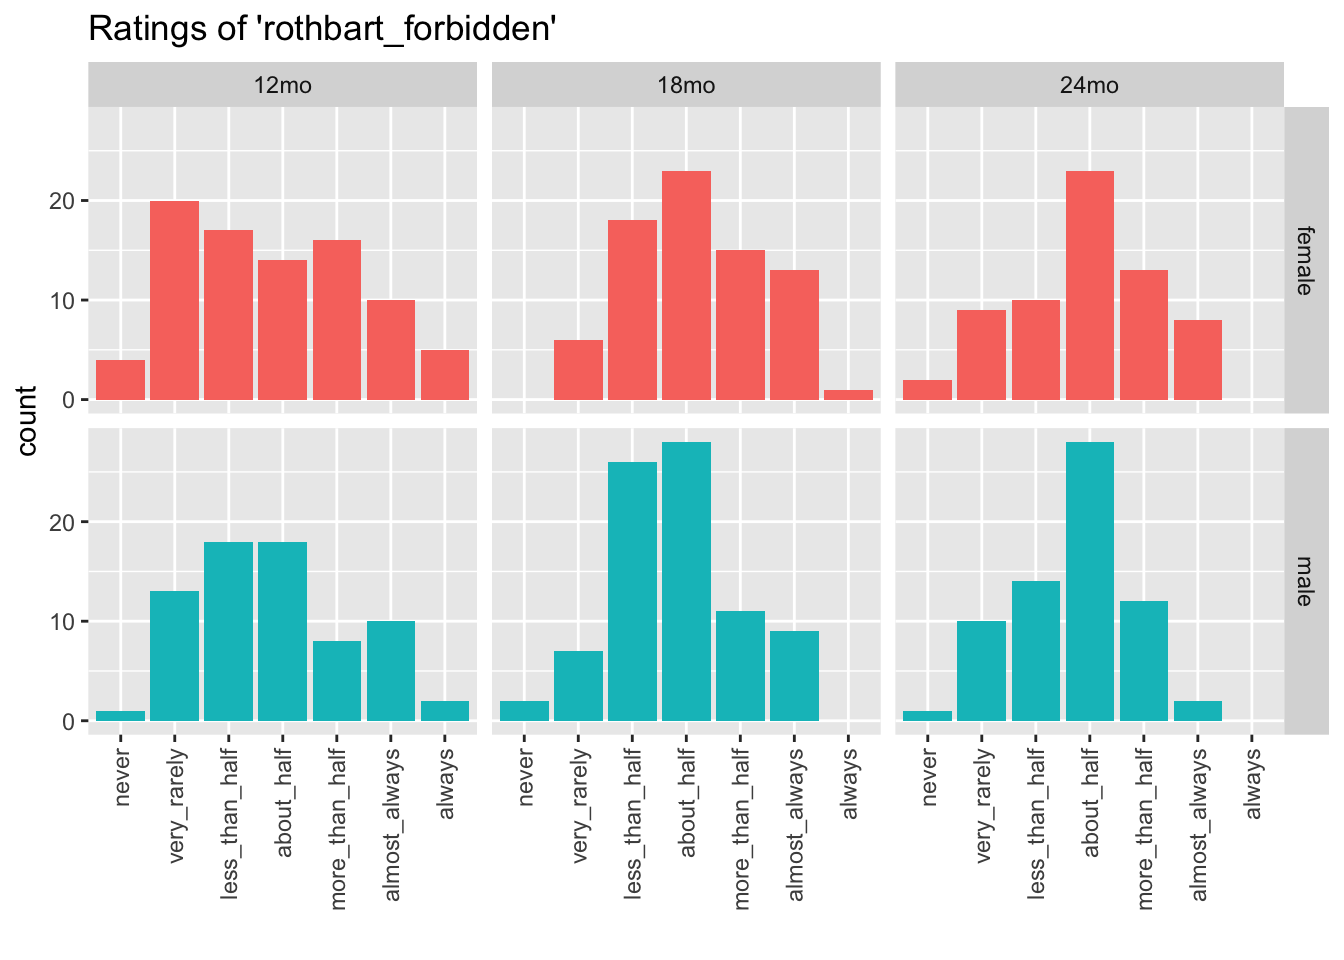 Ratings of 'rothbart_forbidden'
12mo 18mo 24mo
count
20
10
0
female
20
10
0
male
never very_rarely less_than_half about_half more_than_half almost_always always
never very_rarely less_than_half about_half more_than_half almost_always always
never very_rarely less_than_half about_half more_than_half almost_always always